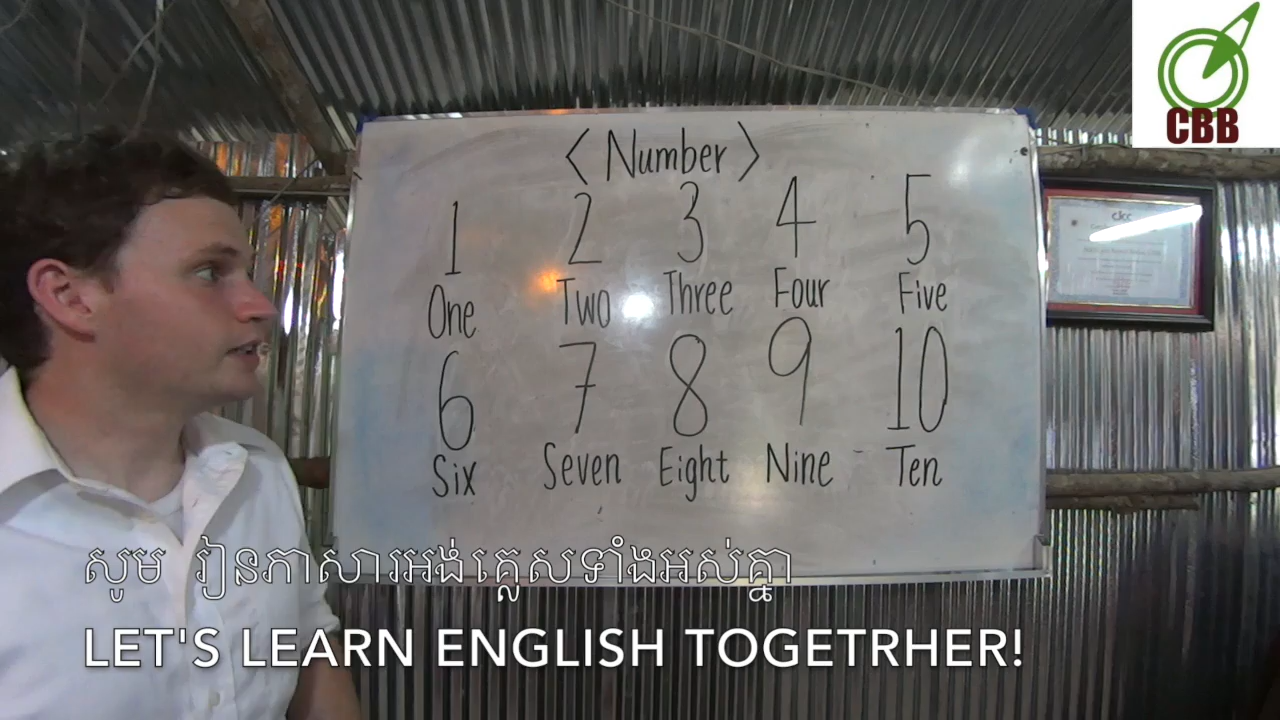 CBB
< Number >
1 2 3 4 5
One Two Three Four Five
6 7 8 9 10
Six Seven Eight Nine Ten
ckc
សូម រៀនភាសារអង់គ្លេសទាំងអស់គ្នា
LET'S LEARN ENGLISH TOGETRHER!